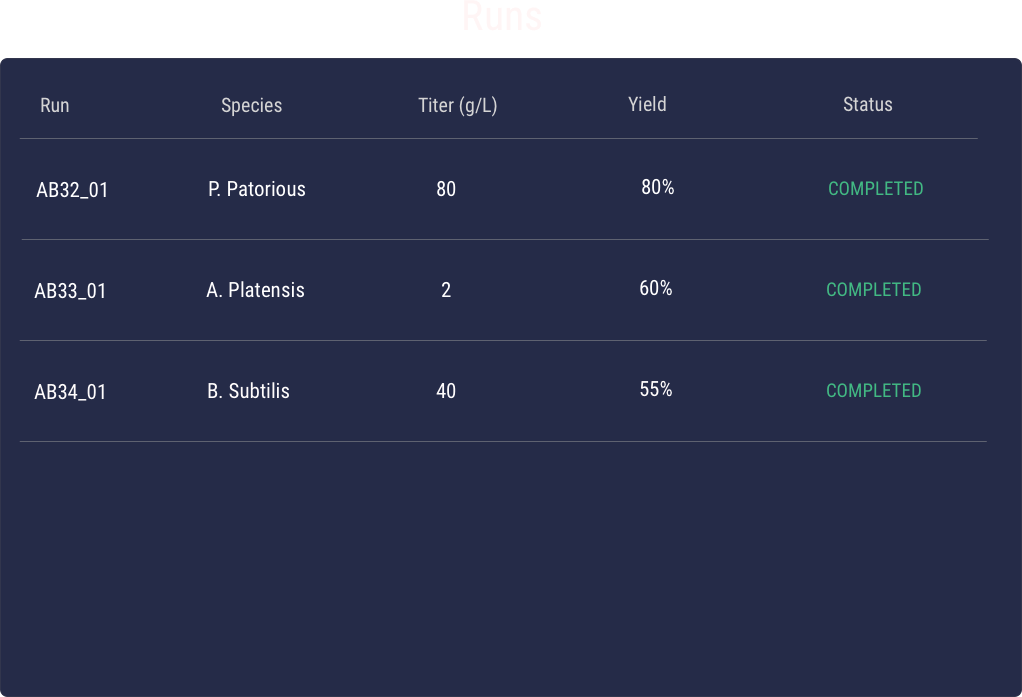 Runs
Run Species Titer (g/L) Yield Status
AB32_01 P. Patorious 80 80% COMPLETED
AB33_01 A. Platensis 2 60% COMPLETED
AB34_01 B. Subtilis 40 55% COMPLETED